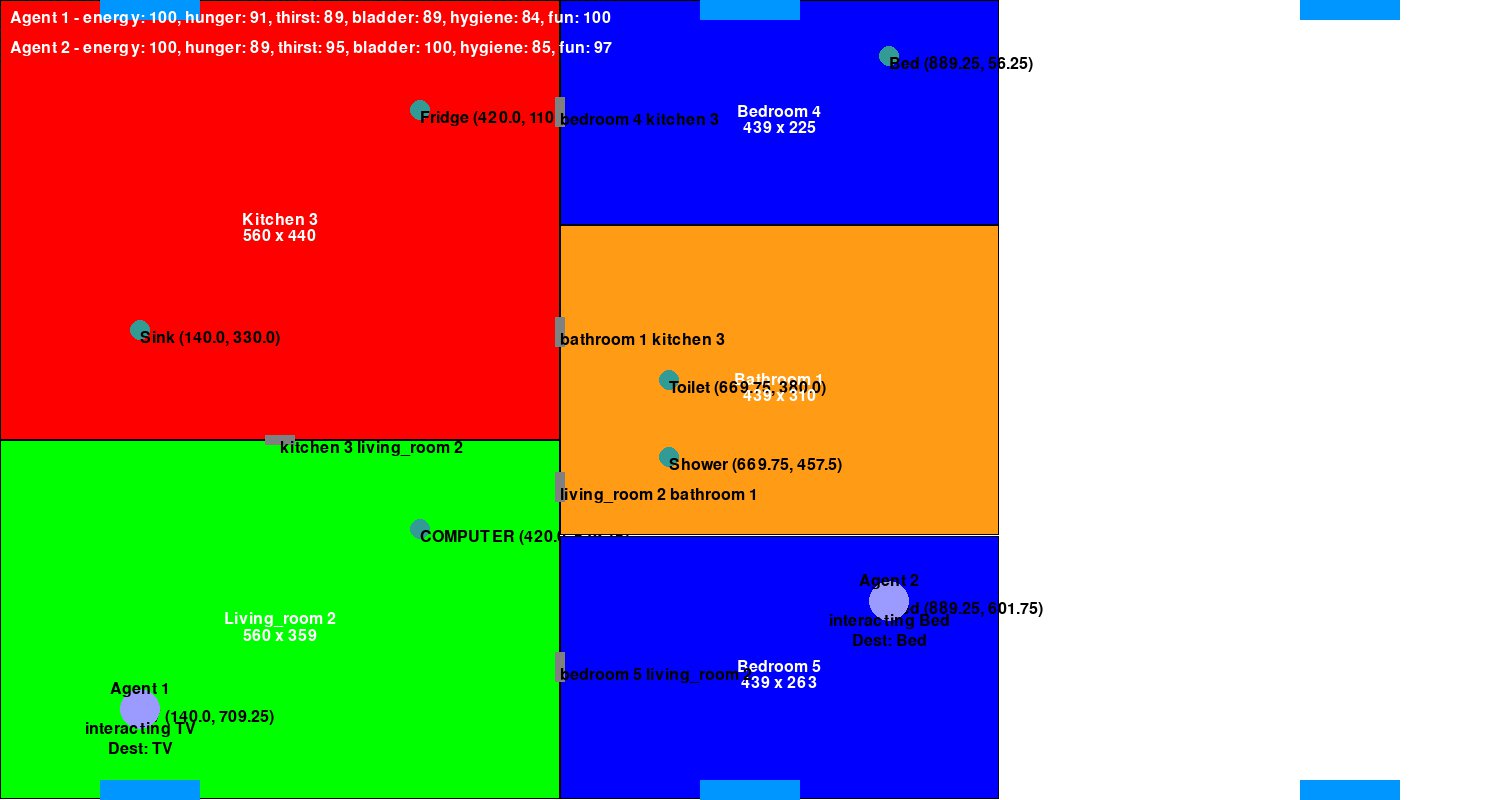 Agent 1 - energy: 100, hunger: 91, thirst: 89, bladder: 89, hygiene: 84, fun: 100
Agent 2 - energy: 100, hunger: 89, thirst: 95, bladder: 100, hygiene: 85, fun: 97
Bed (889.25, 56.25)
Fridge (420.0, 110
bedroom 4 kitchen 3
Bedroom 4
439 x 225
Kitchen 3
560 x 440
Sink (140.0, 330.0)
bathroom 1 kitchen 3
Bathroom 1
439 x 310
Toilet (669.75, 380.0)
kitchen 3 living_room 2
Shower (669.75, 457.5)
living_room 2 bathroom 1
COMPUTER (420.
Agent 2
(889.25, 601.75)
interacting Bed
Dest: Bed
Living_room 2
560 x 359
Bedroom 5
439 x 263
bedroom 5 living_room
Agent 1
(140.0, 709.25)
interacting TV
Dest: TV